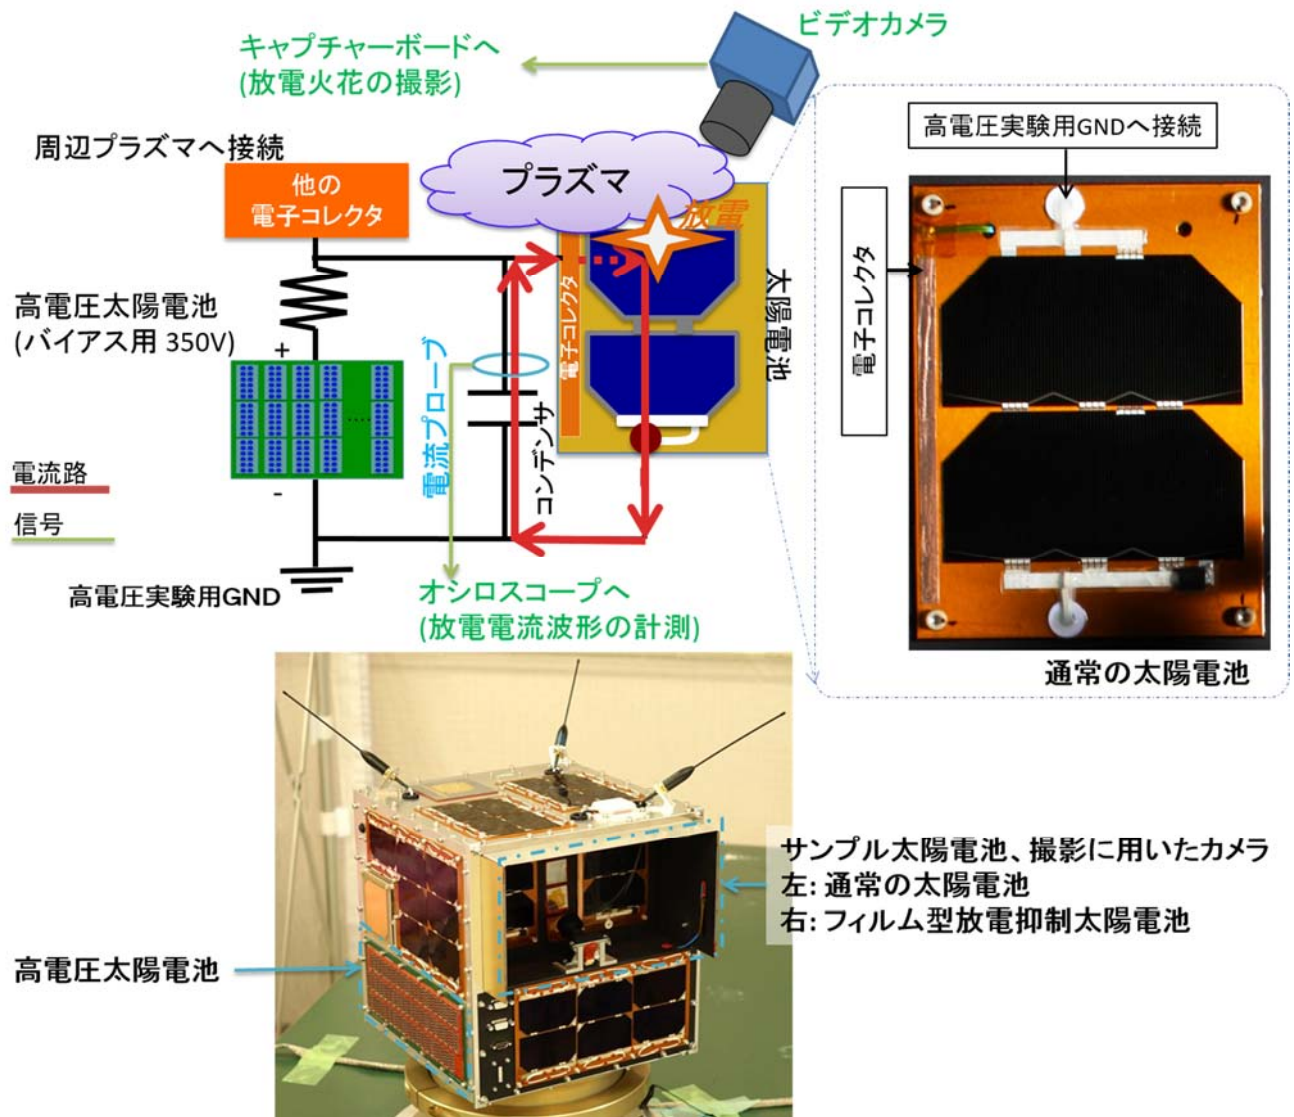 ビデオカメラ
キャプチャーボードへ
(放電火花の撮影)
周辺プラズマへ接続
他の
電子コレクタ
プラズマ
放電
高電圧太陽電池
(バイアス用 350V)
+
-
電子コレクタ
太陽電池
電流プローブ
コンデンサ
電流路
信号
高電圧実験用GND
オシロスコープへ
(放電電流波形の計測)
高電圧実験用GNDへ接続
電子コレクタ
通常の太陽電池
サンプル太陽電池、撮影に用いたカメラ
左: 通常の太陽電池
右: フィルム型放電抑制太陽電池
高電圧太陽電池